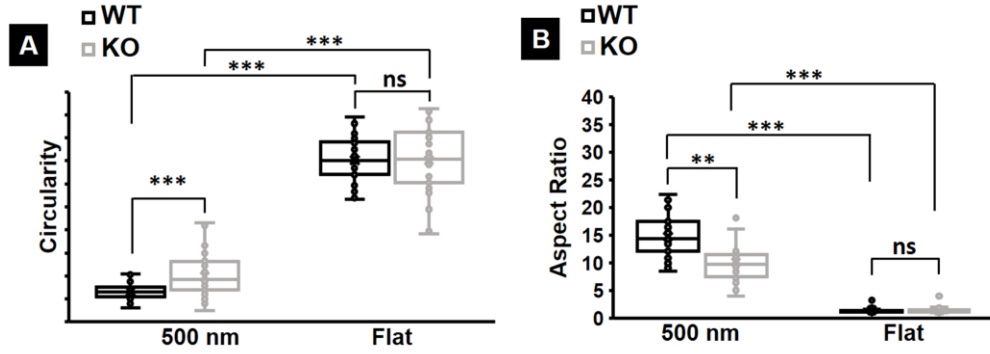 A
WT
KO
***
***
ns
***
Circularity
500 nm
Flat
B
WT
KO
***
***
**
ns
Aspect Ratio
40
35
30
25
20
15
10
5
0
500 nm
Flat